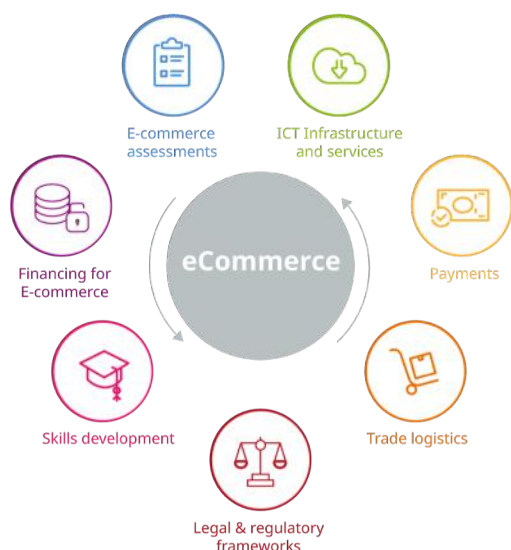 E-commerce
assessments
ICT Infrastructure
and services
Financing for
E-commerce
eCommerce
Payments
Skills development
Trade logistics
Legal & regulatory
frameworks